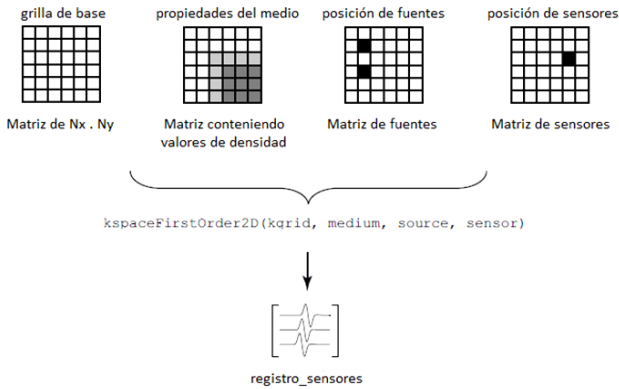 grilla de base
propiedades del medio
posición de fuentes
posición de sensores
Matriz de Nx . Ny
Matriz conteniendo
valores de densidad
Matriz de fuentes
Matriz de sensores
kspaceFirstOrder2D(kgrid, medium, source, sensor)
registro_sensores